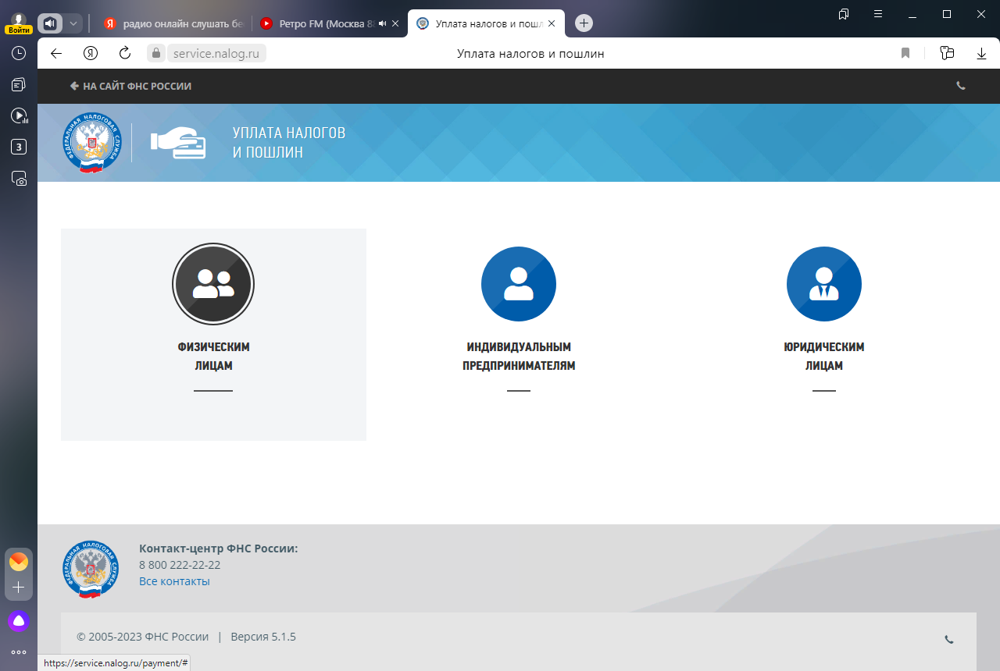 Войти
радио онлайн слушать бе
Ретро FM (Москва 88
Уплата налогов и пошл
service.nalog.ru
Уплата налогов и пошлин
3
НА САЙТ ФНС РОССИИ
ФЕДЕРАЛЬНАЯ НАЛОГОВАЯ СЛУЖБА
УПЛАТА НАЛОГОВ
И ПОШЛИН
ФИЗИЧЕСКИМ
ЛИЦАМ
ИНДИВИДУАЛЬНЫМ
ПРЕДПРИНИМАТЕЛЯМ
ЮРИДИЧЕСКИМ
ЛИЦАМ
ФЕДЕРАЛЬНАЯ НАЛОГОВАЯ СЛУЖБА
Контакт-центр ФНС России:
8 800 222-22-22
Все контакты
© 2005-2023 ФНС России | Версия 5.1.5
https://service.nalog.ru/payment/#